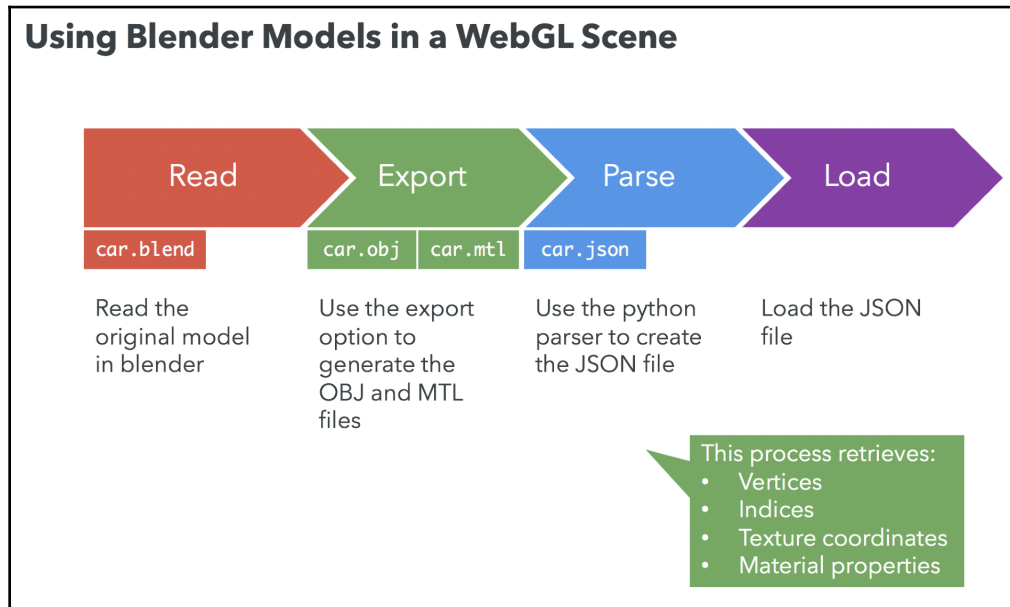 Using Blender Models in a WebGL Scene
Read
Export
Parse
Load
car.blend
car.obj
car.mtl
car.json
Read the
original model
in blender
Use the export
option to
generate the
OBJ and MTL
files
Use the python
parser to create
the JSON file
Load the JSON
file
This process retrieves:
• Vertices
• Indices
• Texture coordinates
• Material properties